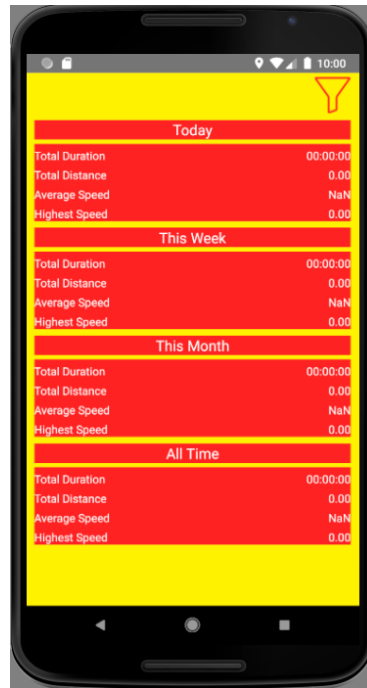 10:00
Today
Total Duration 00:00:00
Total Distance 0.00
Average Speed NaN
Highest Speed 0.00
This Week
Total Duration 00:00:00
Total Distance 0.00
Average Speed NaN
Highest Speed 0.00
This Month
Total Duration 00:00:00
Total Distance 0.00
Average Speed NaN
Highest Speed 0.00
All Time
Total Duration 00:00:00
Total Distance 0.00
Average Speed NaN
Highest Speed 0.00